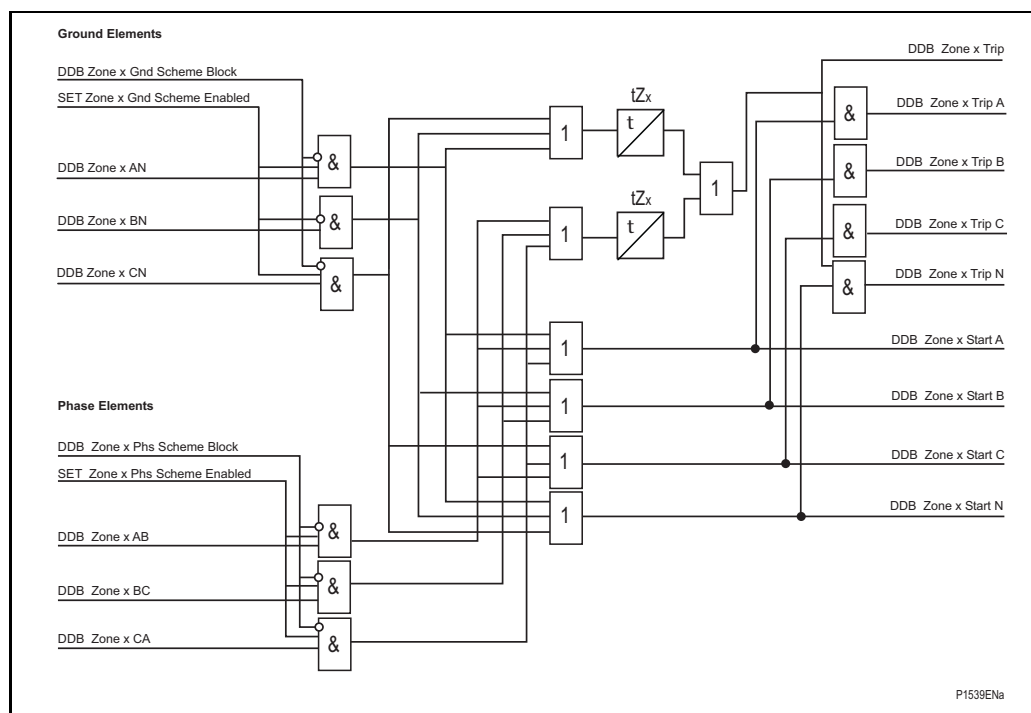 Ground Elements
DDB Zone x Gnd Scheme Block
SET Zone x Gnd Scheme Enabled
DDB Zone x AN
DDB Zone x BN
DDB Zone x CN
&
&
&
1
1
tZx
t
tZx
t
1
DDB Zone x Trip
&
DDB Zone x Trip A
&
DDB Zone x Trip B
&
DDB Zone x Trip C
&
DDB Zone x Trip N
1
DDB Zone x Start A
1
DDB Zone x Start B
1
DDB Zone x Start C
1
DDB Zone x Start N
Phase Elements
DDB Zone x Phs Scheme Block
SET Zone x Phs Scheme Enabled
DDB Zone x AB
DDB Zone x BC
DDB Zone x CA
&
&
&
P1539ENa